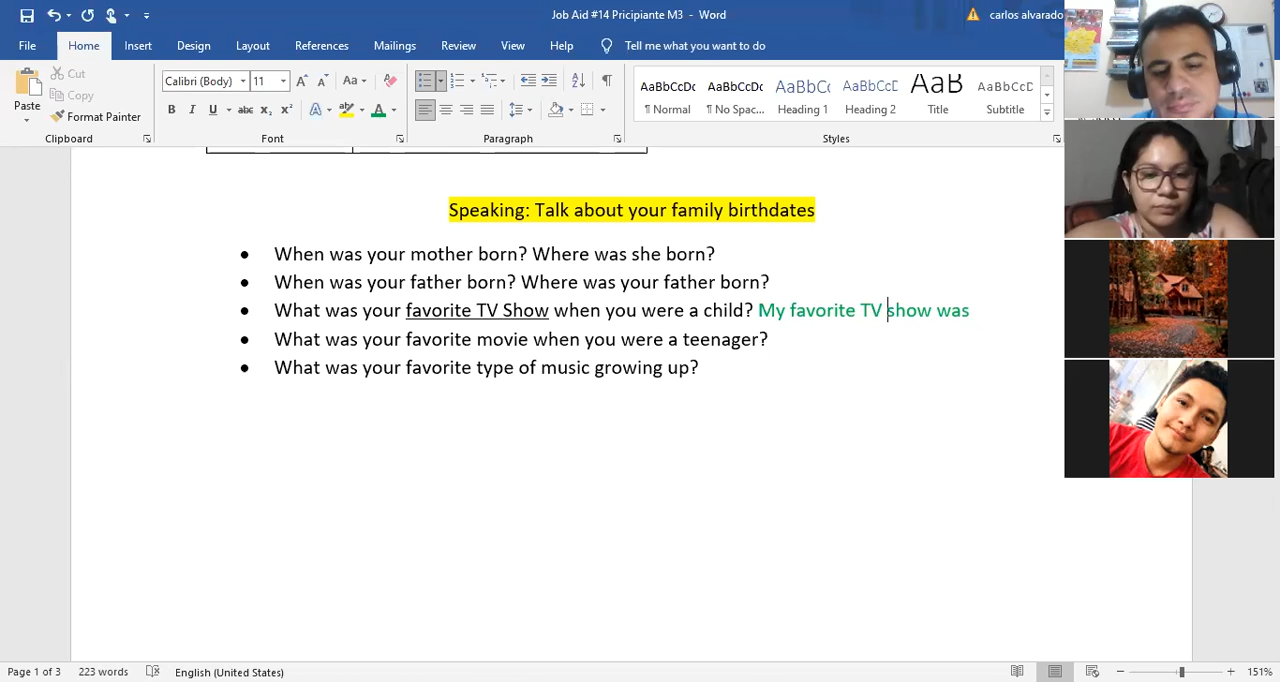 Job Aid #14 Pricipiante M3 - Word
carlos alvarado
File Home Insert Design Layout References Mailings Review View Help Tell me what you want to do
Paste
Cut
Copy
Format Painter
Clipboard
Calibri (Body) 11
Font
Paragraph
AaBbCcDc AaBbCcDc AaBbCc AaBbCcD AaB AaBbCcD
¶ Normal ¶ No Spac... Heading 1 Heading 2 Title Subtitle
Styles
Speaking: Talk about your family birthdates
• When was your mother born? Where was she born?
• When was your father born? Where was your father born?
• What was your favorite TV Show when you were a child? My favorite TV show was
• What was your favorite movie when you were a teenager?
• What was your favorite type of music growing up?
Page 1 of 3 223 words English (United States) 151%